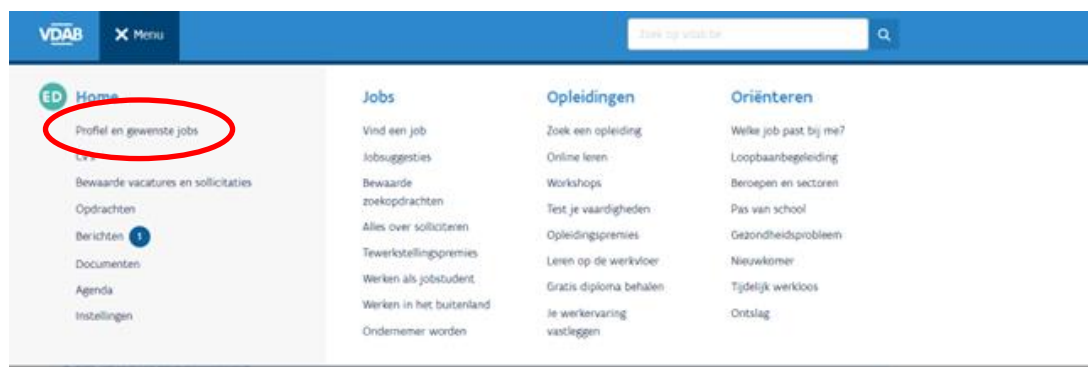 VDAB
Menu
Zoek op vdab.be
ED Home
Profiel en gewenste jobs
CV's
Bewaarde vacatures en sollicitaties
Opdrachten
Berichten 1
Documenten
Agenda
Instellingen
Jobs
Vind een job
Jobsuggesties
Bewaarde
zoekopdrachten
Alles over solliciteren
Tewerkstellingspremies
Werken als jobstudent
Werken in het buitenland
Ondernemer worden
Opleidingen
Zoek een opleiding
Online leren
Workshops
Test je vaardigheden
Opleidingspremies
Leren op de werkvloer
Gratis diploma behalen
Je werkervaring
vastleggen
Oriënteren
Welke job past bij me?
Loopbaanbegeleiding
Beroepen en sectoren
Pas van school
Gezondheidsprobleem
Nieuwkomer
Tijdelijk werkloos
Ontslag